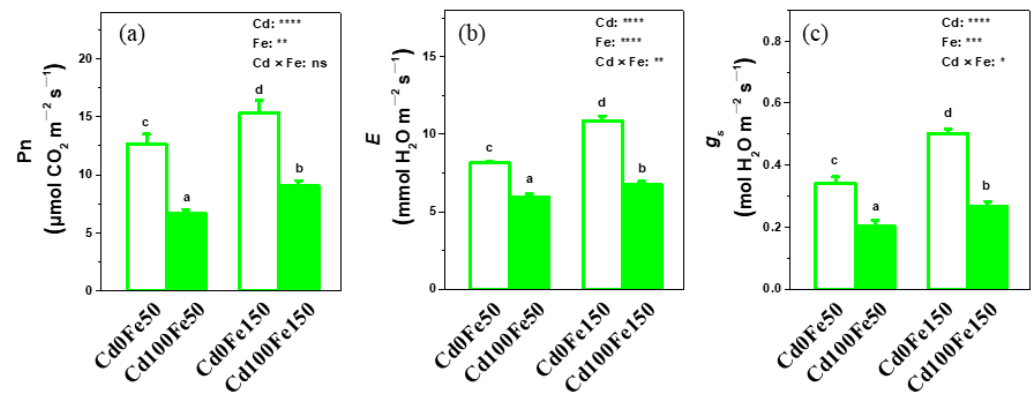 (a)
Cd: ****
Fe: **
Cd × Fe: ns
20
15
10
5
0
Pn
(μmol CO₂ m⁻² s⁻¹)
c
a
d
b
Cd0Fe50
Cd100Fe50
Cd0Fe150
Cd100Fe150
(b)
Cd: ****
Fe: ****
Cd × Fe: **
15
10
5
0
E
(mmol H₂O m⁻² s⁻¹)
c
a
d
b
Cd0Fe50
Cd100Fe50
Cd0Fe150
Cd100Fe150
(c)
Cd: ****
Fe: ***
Cd × Fe: *
0.8
0.6
0.4
0.2
0.0
gₛ
(mol H₂O m⁻² s⁻¹)
c
a
d
b
Cd0Fe50
Cd100Fe50
Cd0Fe150
Cd100Fe150